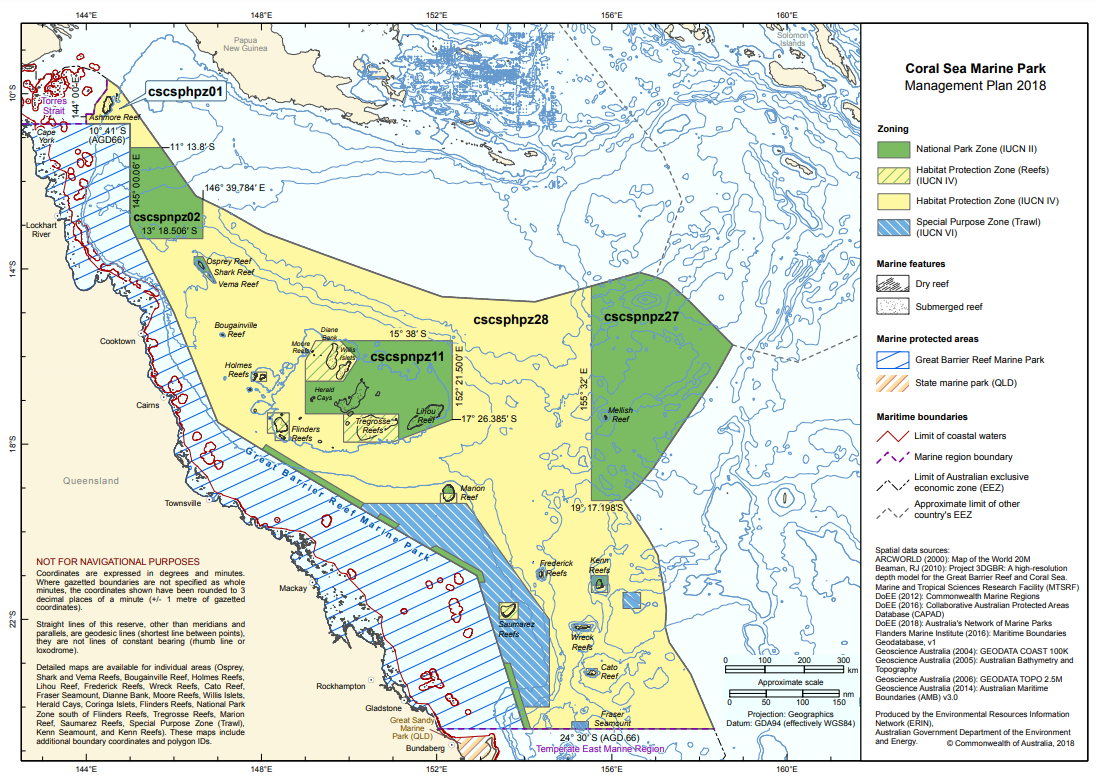 144°E
148°E
152°E
156°E
160°E
Papua
New Guinea
Solomon
Islands
10°S
14°S
18°S
22°S
cscsphpz01
Torres
Strait
144° 00' E
Ashmore Reef
Cape
York
10° 41' S
(AGD66)
11° 13.8' S
145° 00.06' E
146° 39.784' E
cscspnpz02
13° 18.506' S
Lockhart
River
Osprey Reef
Shark Reef
Vema Reef
cscsphpz28
cscspnpz27
Bougainville
Reef
Diane
Bank
15° 38' S
Moore
Reefs
Willis
Islets
cscspnpz11
152° 21.500' E
Cooktown
Holmes
Reefs
Herald
Cays
155° 32' E
Cairns
Lihou
Reef
17° 26.385' S
Mellish
Reef
Flinders
Reefs
Tregrosse
Reefs
Great Barrier Reef Marine Park
Queensland
Marion
Reef
Townsville
19° 17.198'S
Frederick
Reefs
Kenn
Reefs
Mackay
Saumarez
Reefs
Wreck
Reefs
Cato
Reef
Rockhampton
Gladstone
Fraser
Seamount
Great Sandy
Marine
Park (QLD)
Bundaberg
24° 30' S (AGD 66)
Temperate East Marine Region
144°E
148°E
152°E
156°E
160°E
NOT FOR NAVIGATIONAL PURPOSES
Coordinates are expressed in degrees and minutes.
Where gazetted boundaries are not specified as whole
minutes, the coordinates shown have been rounded to 3
decimal places of a minute (+/- 1 metre of gazetted
coordinates).
Straight lines of this reserve, other than meridians and
parallels, are geodesic lines (shortest line between points),
they are not lines of constant bearing (rhumb line or
loxodrome).
Detailed maps are available for individual areas (Osprey,
Shark and Vema Reefs, Bougainville Reef, Holmes Reefs,
Lihou Reef, Frederick Reefs, Wreck Reefs, Cato Reef,
Fraser Seamount, Dianne Bank, Moore Reefs, Willis Islets,
Herald Cays, Coringa Islets, Flinders Reefs, National Park
Zone south of Flinders Reefs, Tregrosse Reefs, Marion
Reef, Saumarez Reefs, Special Purpose Zone (Trawl),
Kenn Seamount, and Kenn Reefs). These maps include
additional boundary coordinates and polygon IDs.
0 100 200 300
km
Approximate scale
0 50 100 150
nm
Projection: Geographics
Datum: GDA94 (effectively WGS84)
Coral Sea Marine Park
Management Plan 2018
Zoning
National Park Zone (IUCN II)
Habitat Protection Zone (Reefs)
(IUCN IV)
Habitat Protection Zone (IUCN IV)
Special Purpose Zone (Trawl)
(IUCN VI)
Marine features
Dry reef
Submerged reef
Marine protected areas
Great Barrier Reef Marine Park
State marine park (QLD)
Maritime boundaries
Limit of coastal waters
Marine region boundary
Limit of Australian exclusive
economic zone (EEZ)
Approximate limit of other
country's EEZ
Spatial data sources:
ARCWORLD (2000): Map of the World 20M
Beaman, RJ (2010): Project 3DGBR: A high-resolution
depth model for the Great Barrier Reef and Coral Sea.
Marine and Tropical Sciences Research Facility (MTSRF)
DoEE (2012): Commonwealth Marine Regions
DoEE (2016): Collaborative Australian Protected Areas
Database (CAPAD)
DoEE (2018): Australia's Network of Marine Parks
Flanders Marine Institute (2016): Maritime Boundaries
Geodatabase, v1
Geoscience Australia (2004): GEODATA COAST 100K
Geoscience Australia (2005): Australian Bathymetry and
Topography
Geoscience Australia (2006): GEODATA TOPO 2.5M
Geoscience Australia (2014): Australian Maritime
Boundaries (AMB) v3.0
Produced by the Environmental Resources Information
Network (ERIN),
Australian Government Department of the Environment
and Energy. © Commonwealth of Australia, 2018